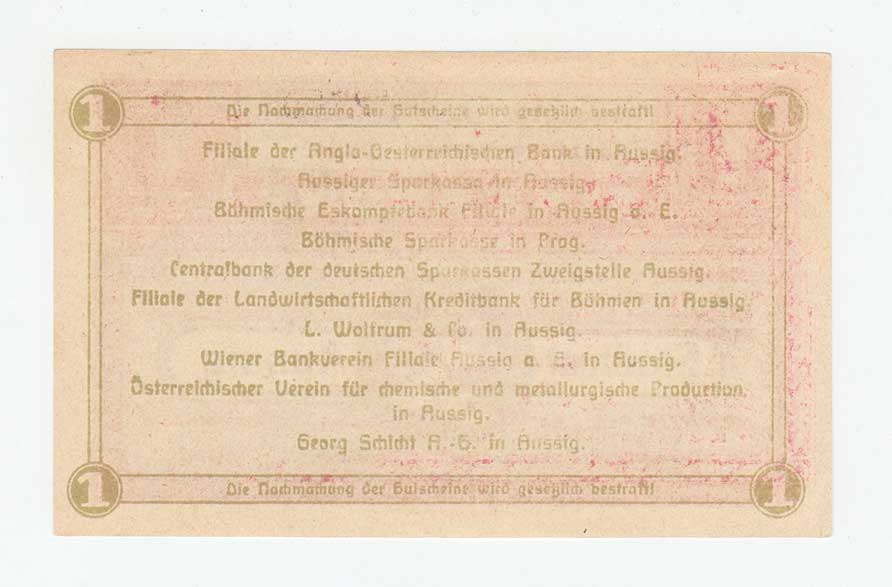 1 1
Die Nachmachung der Gutscheine wird gesetzlich bestraft!
Filiale der Anglo-Oesterreichischen Bank in Aussig.
Aussiger Sparkassa in Aussig.
Böhmische Eskomptebank Filiale in Aussig a. E.
Böhmische Sparkasse in Prag.
Centralbank der deutschen Sparkassen Zweigstelle Aussig.
Filiale der Landwirtschaftlichen Kreditbank für Böhmen in Aussig.
L. Wolfrum & Co. in Aussig.
Wiener Bankverein Filiale Aussig a. E. in Aussig.
Österreichischer Verein für chemische und metallurgische Production
in Aussig.
Georg Schicht A.-G. in Aussig.
1 1
Die Nachmachung der Gutscheine wird gesetzlich bestraft!